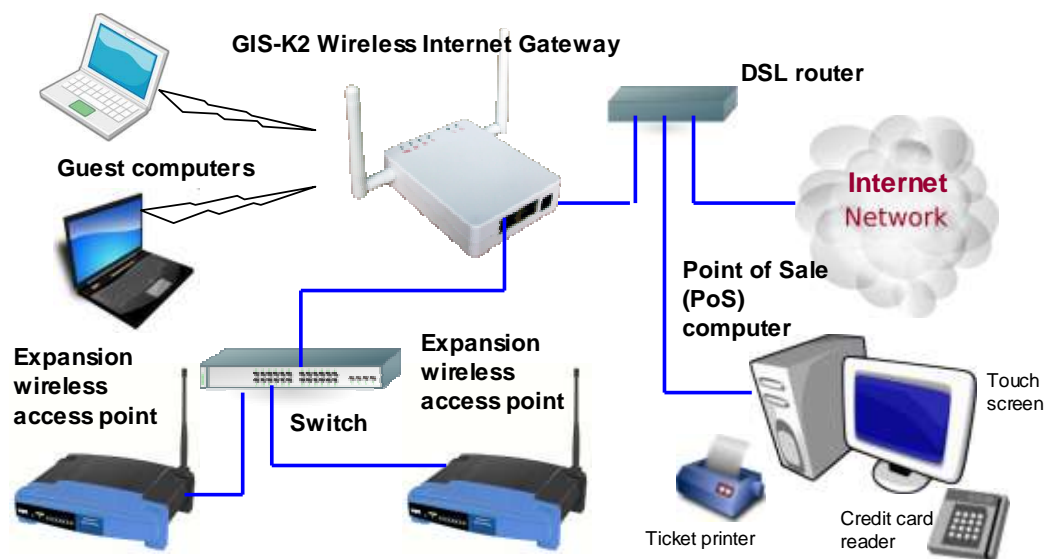 GIS-K2 Wireless Internet Gateway
DSL router
Guest computers
Internet
Network
Point of Sale
(PoS)
computer
Expansion
wireless
access point
Expansion
wireless
access point
Switch
Touch
screen
Ticket printer
Credit card
reader